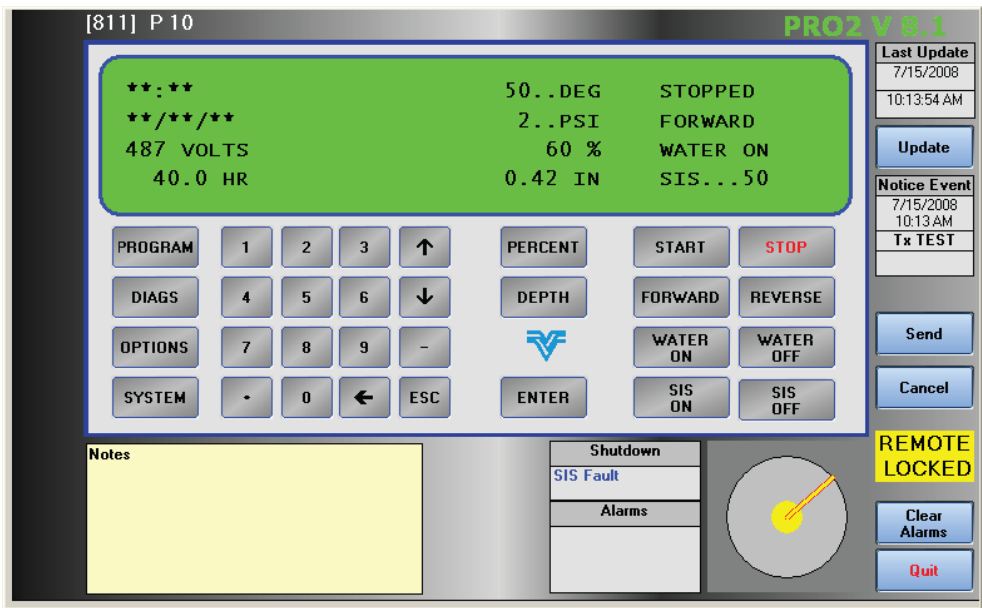 [811] P 10
PRO2 V 8.1
**:** 50..DEG STOPPED
**/**/** 2..PSI FORWARD
487 VOLTS 60 % WATER ON
40.0 HR 0.42 IN SIS...50
PROGRAM 1 2 3 ↑ PERCENT START STOP
DIAGS 4 5 6 ↓ DEPTH FORWARD REVERSE
OPTIONS 7 8 9 - WATER ON WATER OFF
SYSTEM • 0 ← ESC ENTER SIS ON SIS OFF
Last Update
7/15/2008
10:13:54 AM
Update
Notice Event
7/15/2008
10:13 AM
Tx TEST
Send
Cancel
REMOTE
LOCKED
Clear
Alarms
Quit
Notes
Shutdown
SIS Fault
Alarms